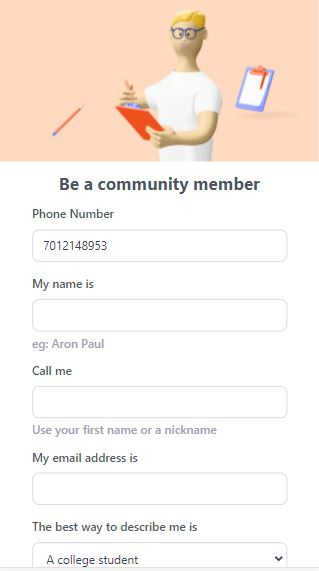 Be a community member
Phone Number
7012148953
My name is
eg: Aron Paul
Call me
Use your first name or a nickname
My email address is
The best way to describe me is
A college student